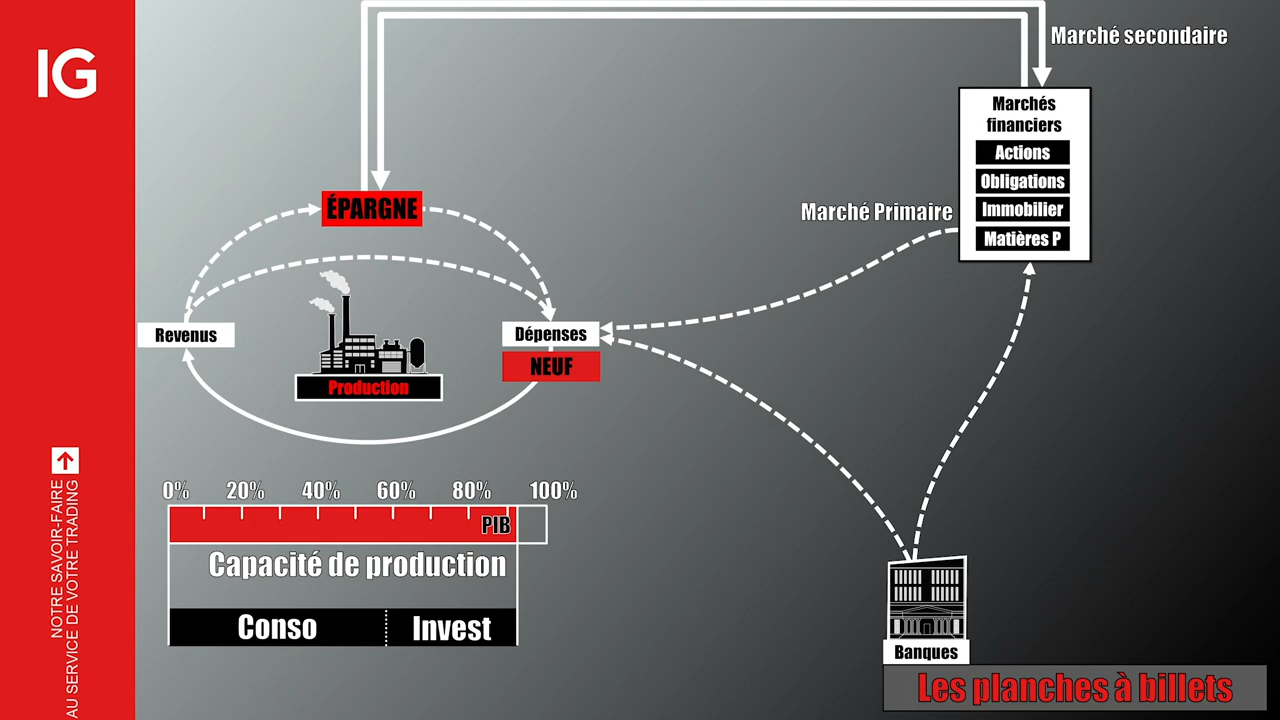 IG
NOTRE SAVOIR-FAIRE
AU SERVICE DE VOTRE TRADING
Marché secondaire
Marchés
financiers
Actions
Obligations
Immobilier
Matières P
Marché Primaire
ÉPARGNE
Revenus
Dépenses
NEUF
Production
0% 20% 40% 60% 80% 100%
PIB
Capacité de production
Conso Invest
Banques
Les planches à billets